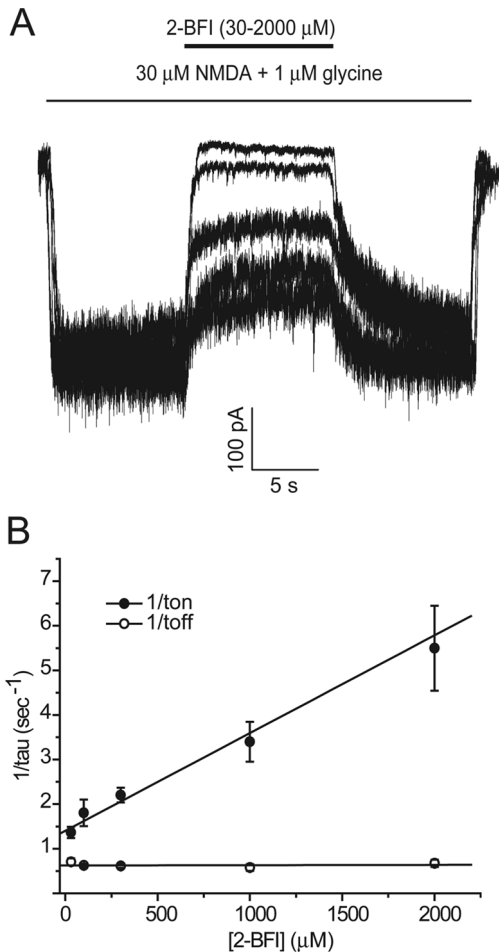 A
2-BFI (30-2000 μM)
30 μM NMDA + 1 μM glycine
100 pA
5 s
B
1/ton
1/toff
7
6
5
4
3
2
1
1/tau (sec⁻¹)
0 500 1000 1500 2000
[2-BFI] (μM)